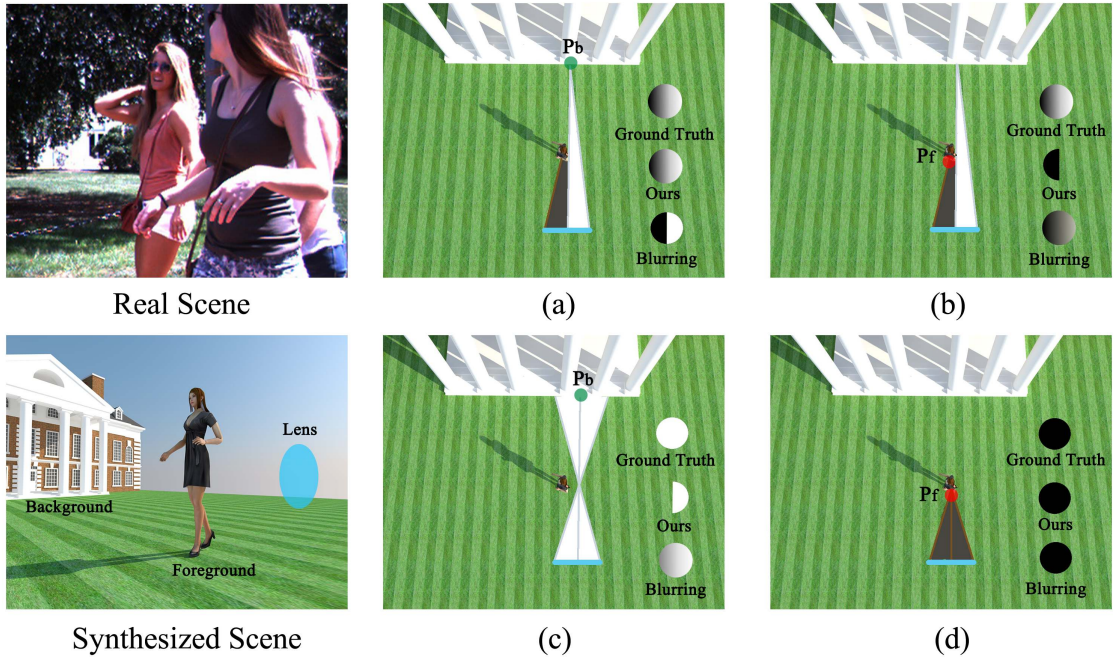 Pb
Ground Truth
Ours
Blurring
Pf
Ground Truth
Ours
Blurring
Real Scene
(a)
(b)
Lens
Background
Foreground
Pb
Ground Truth
Ours
Blurring
Pf
Ground Truth
Ours
Blurring
Synthesized Scene
(c)
(d)